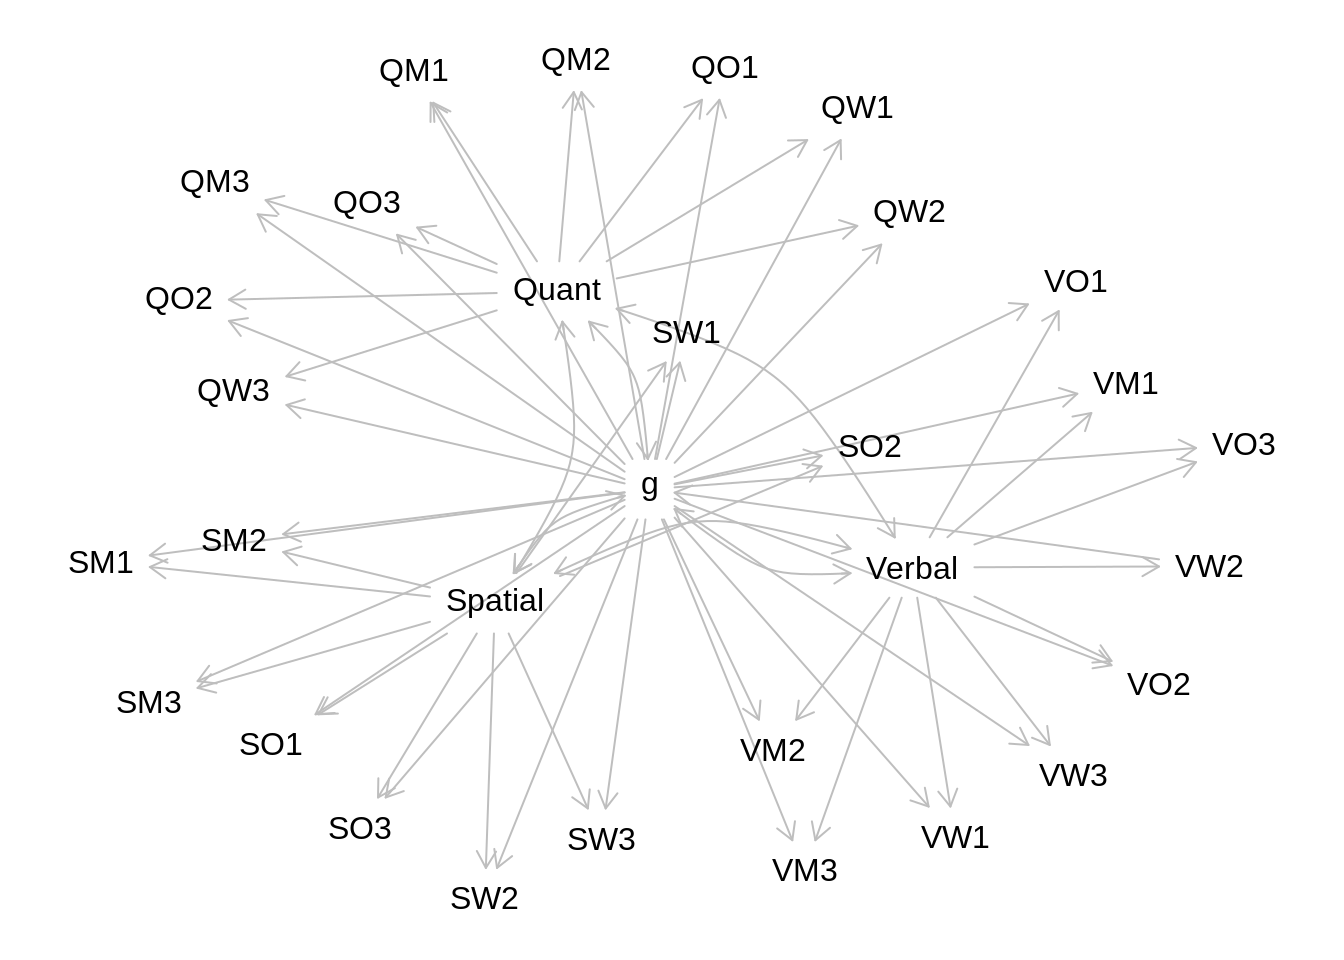 QM2
QO1
QM1
QW1
QM3
QO3
QW2
VO1
Quant
QO2
SW1
VM1
QW3
VO3
SO2
g
SM2
SM1
VW2
Verbal
Spatial
VO2
SM3
SO1
VM2
VW3
SO3
VW1
SW3
VM3
SW2